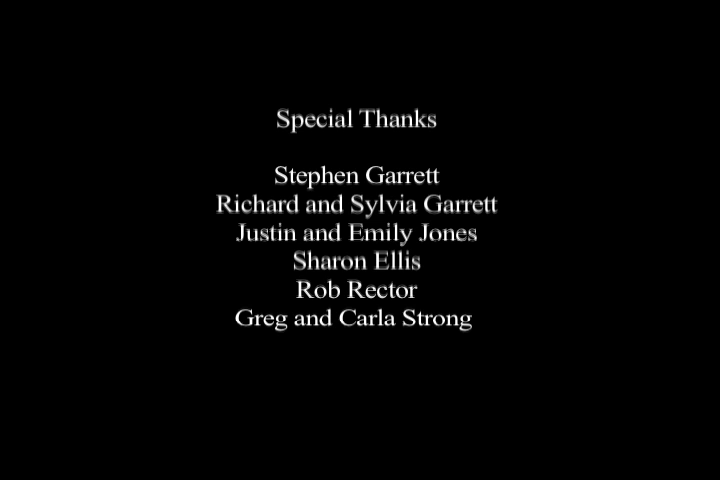 Special Thanks
Stephen Garrett
Richard and Sylvia Garrett
Justin and Emily Jones
Sharon Ellis
Rob Rector
Greg and Carla Strong